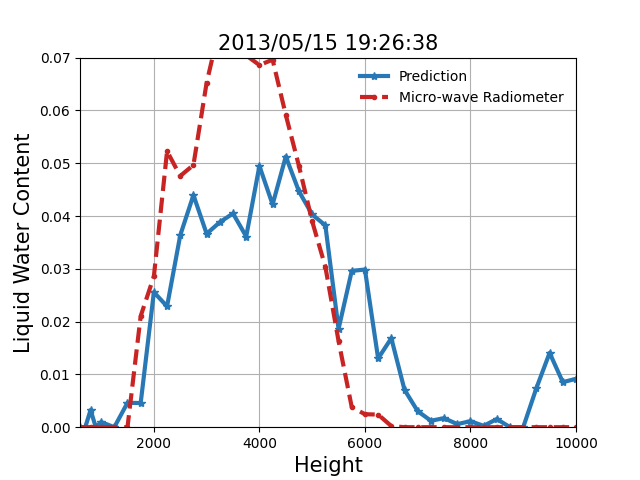 2013/05/15 19:26:38
0.07
0.06
0.05
0.04
0.03
0.02
0.01
0.00
Liquid Water Content
Prediction
Micro-wave Radiometer
2000 4000 6000 8000 10000
Height